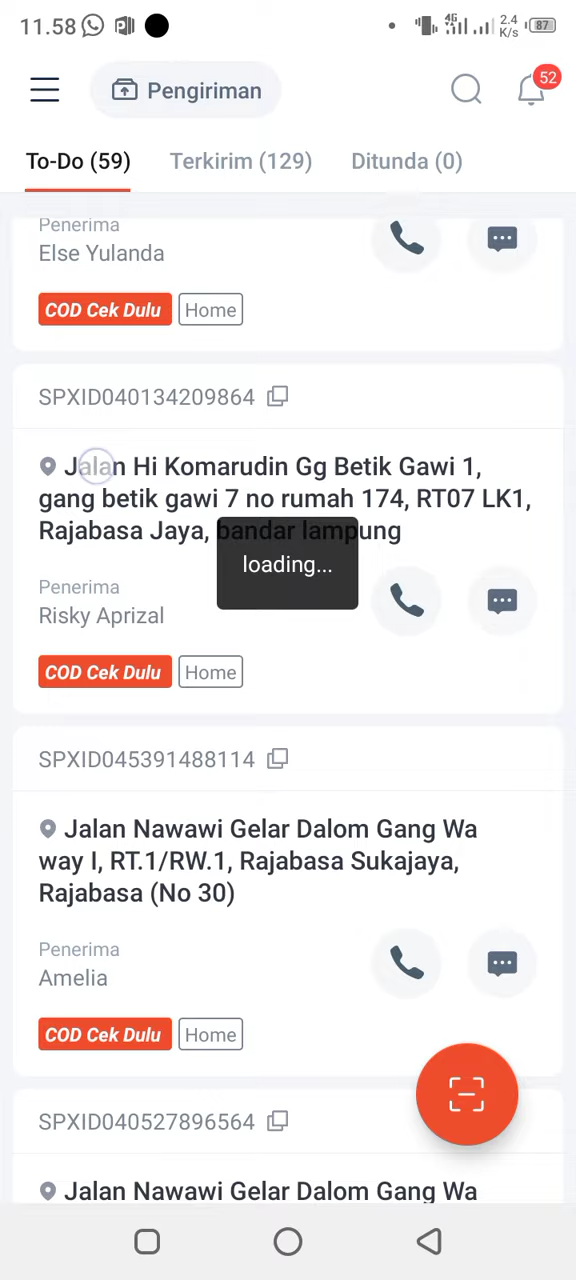 11.58
4G
2.4
K/s
87
Pengiriman
52
To-Do (59)
Terkirim (129)
Ditunda (0)
Penerima
Else Yulanda
COD Cek Dulu
Home
SPXID040134209864
Jalan Hi Komarudin Gg Betik Gawi 1,
gang betik gawi 7 no rumah 174, RT07 LK1,
Rajabasa Jaya, bandar lampung
loading...
Penerima
Risky Aprizal
COD Cek Dulu
Home
SPXID045391488114
Jalan Nawawi Gelar Dalom Gang Wa
way I, RT.1/RW.1, Rajabasa Sukajaya,
Rajabasa (No 30)
Penerima
Amelia
COD Cek Dulu
Home
SPXID040527896564
Jalan Nawawi Gelar Dalom Gang Wa